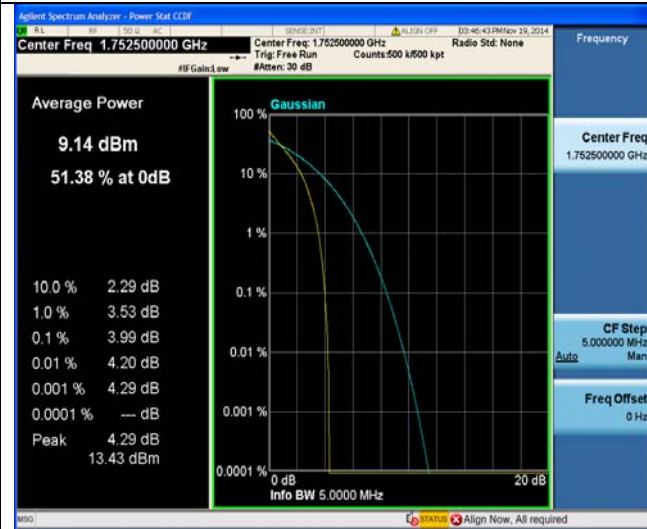 Agilent Spectrum Analyzer - Power Stat CCDF
RL RF 50 Ω AC SENSE:INT ALIGN OFF 03:46:43 PM Nov 19, 2014
Center Freq 1.752500000 GHz
Center Freq: 1.752500000 GHz Radio Std: None
Trig: Free Run Counts:500 k/500 kpt
#IFGain:Low #Atten: 30 dB
Frequency
Average Power
9.14 dBm
51.38 % at 0dB
10.0 % 2.29 dB
1.0 % 3.53 dB
0.1 % 3.99 dB
0.01 % 4.20 dB
0.001 % 4.29 dB
0.0001 % --- dB
Peak 4.29 dB
13.43 dBm
Gaussian
100 %
10 %
1 %
0.1 %
0.01 %
0.001 %
0.0001 %
0 dB 20 dB
Info BW 5.0000 MHz
Center Freq
1.752500000 GHz
CF Step
5.000000 MHz
Auto Man
Freq Offset
0 Hz
MSG STATUS Align Now, All required